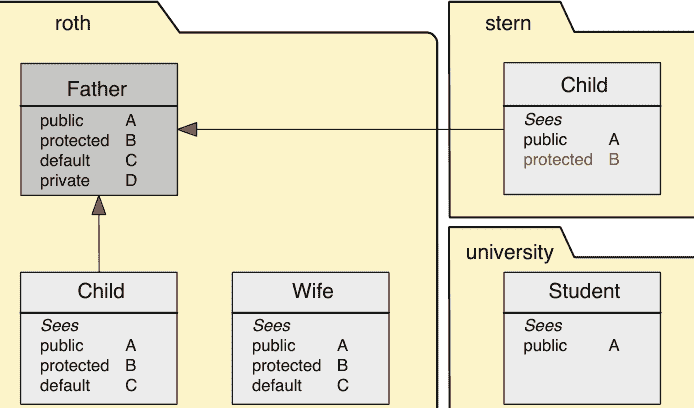 roth
Father
public A
protected B
default C
private D
Child
Sees
public A
protected B
default C
Wife
Sees
public A
protected B
default C
stern
Child
Sees
public A
protected B
university
Student
Sees
public A